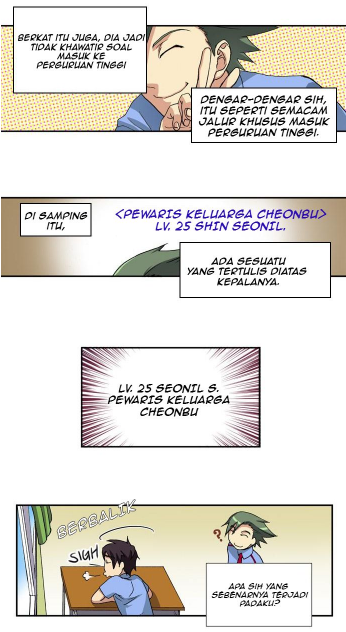 BERKAT ITU JUGA, DIA JADI
TIDAK KHAWATIR SOAL
MASUK KE
PERGURUAN TINGGI
DENGAR-DENGAR SIH,
ITU SEPERTI SEMACAM
JALUR KHUSUS MASUK
PERGURUAN TINGGI.
DI SAMPING
ITU,
<PEWARIS KELUARGA CHEONBU>
LV. 25 SHIN SEONIL.
ADA SESUATU
YANG TERTULIS DIATAS
KEPALANYA.
LV. 25 SEONIL S.
PEWARIS KELUARGA
CHEONBU
BERBALIK
SIGH
?
APA SIH YANG
SEBENARNYA TERJADI
PADAKU?